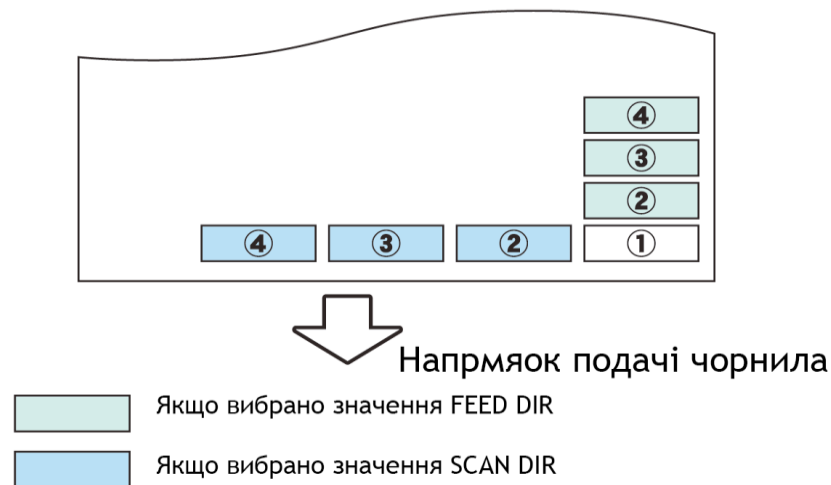 ④
③
②
④ ③ ② ①
Напрмяок подачі чорнила
Якщо вибрано значення FEED DIR
Якщо вибрано значення SCAN DIR